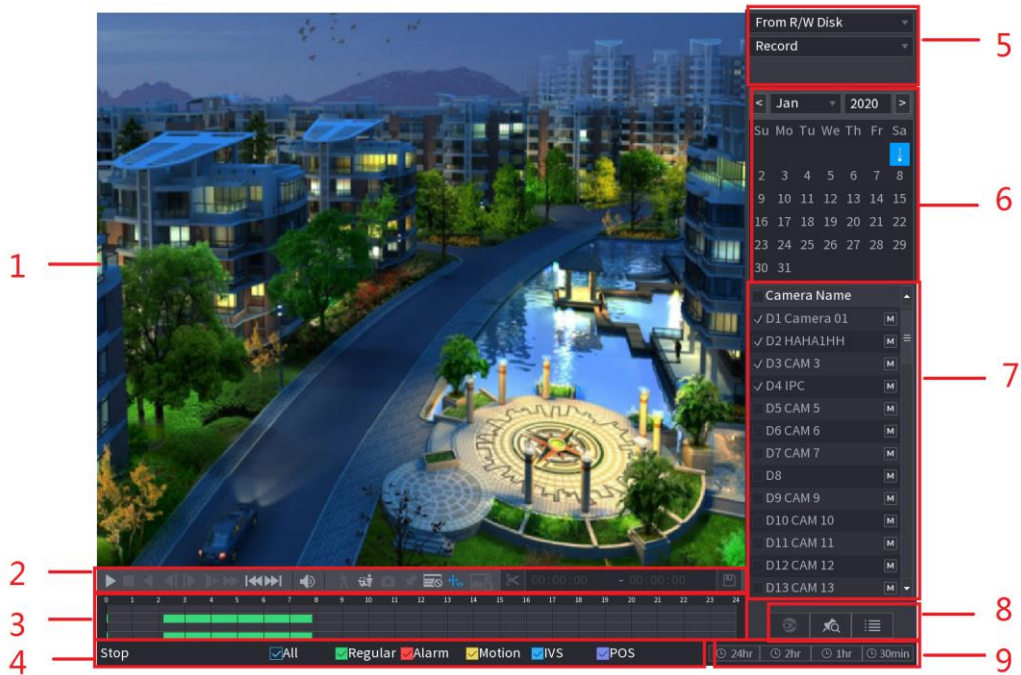 From R/W Disk
Record
5
< Jan 2020 >
Su Mo Tu We Th Fr Sa
1
2 3 4 5 6 7 8
9 10 11 12 13 14 15
16 17 18 19 20 21 22
23 24 25 26 27 28 29
30 31
6
1
Camera Name
D1 Camera 01 M
D2 HAHA1HH M
D3 CAM 3 M
D4 IPC M
D5 CAM 5 M
D6 CAM 6 M
D7 CAM 7 M
D8 M
D9 CAM 9 M
D10 CAM 10 M
D11 CAM 11 M
D12 CAM 12 M
D13 CAM 13 M
7
2
00:00:00 - 00:00:00
0 1 2 3 4 5 6 7 8 9 10 11 12 13 14 15 16 17 18 19 20 21 22 23 24
3
8
4
Stop All Regular Alarm Motion IVS POS
24hr 2hr 1hr 30min
9